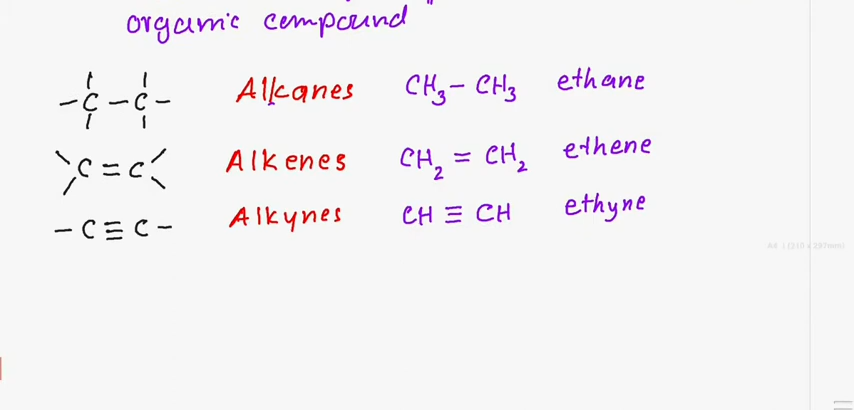 organic compound"
-C-C- Alkanes CH₃-CH₃ ethane
C=C Alkenes CH₂=CH₂ ethene
-C≡C- Alkynes CH≡CH ethyne